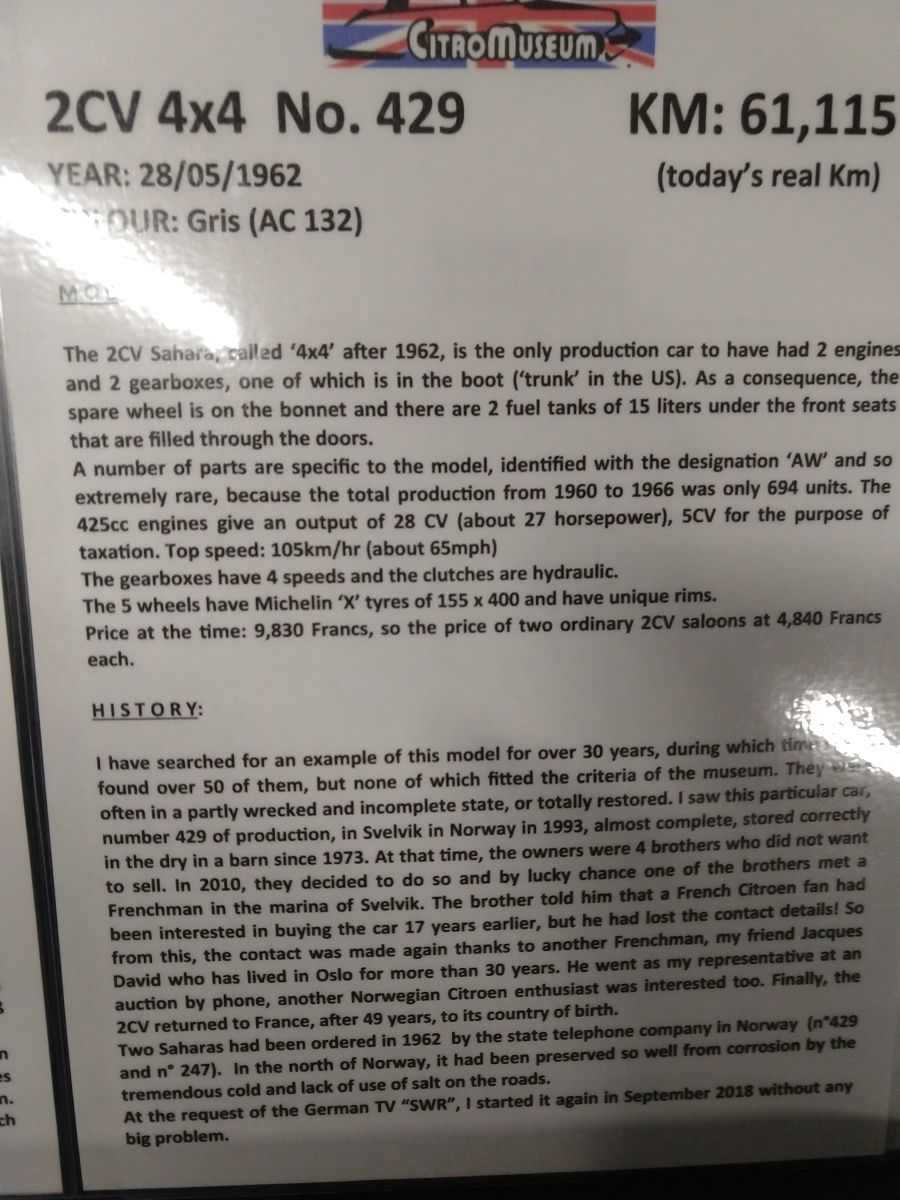 CITROMUSEUM
2CV 4x4 No. 429 KM: 61,115
YEAR: 28/05/1962 (today's real Km)
OUR: Gris (AC 132)
The 2CV Sahara, called '4x4' after 1962, is the only production car to have had 2 engines
and 2 gearboxes, one of which is in the boot ('trunk' in the US). As a consequence, the
spare wheel is on the bonnet and there are 2 fuel tanks of 15 liters under the front seats
that are filled through the doors.
A number of parts are specific to the model, identified with the designation 'AW' and so
extremely rare, because the total production from 1960 to 1966 was only 694 units. The
425cc engines give an output of 28 CV (about 27 horsepower), 5CV for the purpose of
taxation. Top speed: 105km/hr (about 65mph)
The gearboxes have 4 speeds and the clutches are hydraulic.
The 5 wheels have Michelin 'X' tyres of 155 x 400 and have unique rims.
Price at the time: 9,830 Francs, so the price of two ordinary 2CV saloons at 4,840 Francs
each.
HISTORY:
I have searched for an example of this model for over 30 years, during which
found over 50 of them, but none of which fitted the criteria of the museum. They
often in a partly wrecked and incomplete state, or totally restored. I saw this particular car,
number 429 of production, in Svelvik in Norway in 1993, almost complete, stored correctly
in the dry in a barn since 1973. At that time, the owners were 4 brothers who did not want
to sell. In 2010, they decided to do so and by lucky chance one of the brothers met a
Frenchman in the marina of Svelvik. The brother told him that a French Citroen fan had
been interested in buying the car 17 years earlier, but he had lost the contact details! So
from this, the contact was made again thanks to another Frenchman, my friend Jacques
David who has lived in Oslo for more than 30 years. He went as my representative at an
auction by phone, another Norwegian Citroen enthusiast was interested too. Finally, the
2CV returned to France, after 49 years, to its country of birth.
Two Saharas had been ordered in 1962 by the state telephone company in Norway (n°429
and n° 247). In the north of Norway, it had been preserved so well from corrosion by the
tremendous cold and lack of use of salt on the roads.
At the request of the German TV "SWR", I started it again in September 2018 without any
big problem.